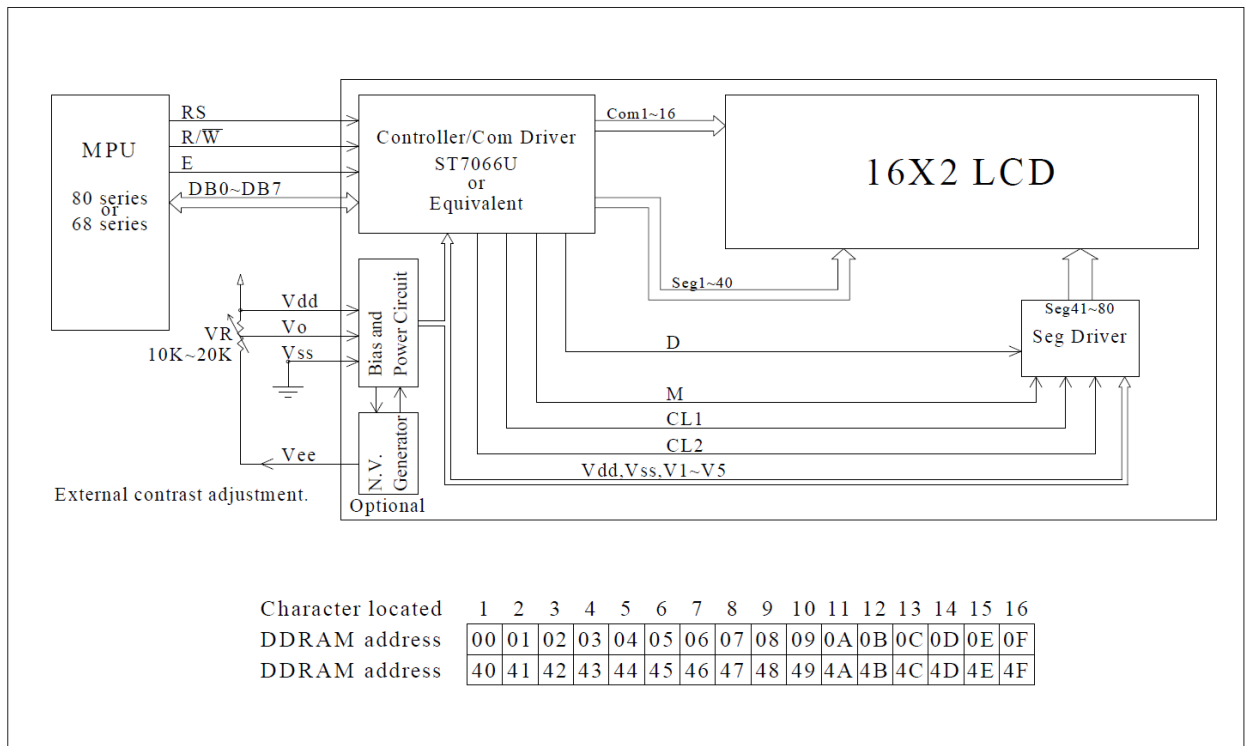 MPU
80 series
or
68 series
RS
R/W̅
E
DB0~DB7
Controller/Com Driver
ST7066U
or
Equivalent
Com1~16
16X2 LCD
Seg1~40
Seg41~80
Seg Driver
Vdd
Vo
Vss
VR
10K~20K
Bias and
Power Circuit
D
M
CL1
CL2
Vdd,Vss,V1~V5
Vee
N.V.
Generator
Optional
External contrast adjustment.
Character located 1 2 3 4 5 6 7 8 9 10 11 12 13 14 15 16
DDRAM address 00 01 02 03 04 05 06 07 08 09 0A 0B 0C 0D 0E 0F
DDRAM address 40 41 42 43 44 45 46 47 48 49 4A 4B 4C 4D 4E 4F